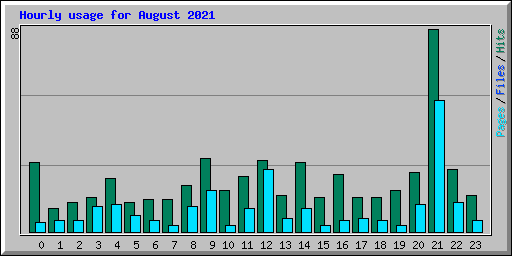 Hourly usage for August 2021
88
Pages/Files/Hits
0 1 2 3 4 5 6 7 8 9 10 11 12 13 14 15 16 17 18 19 20 21 22 23